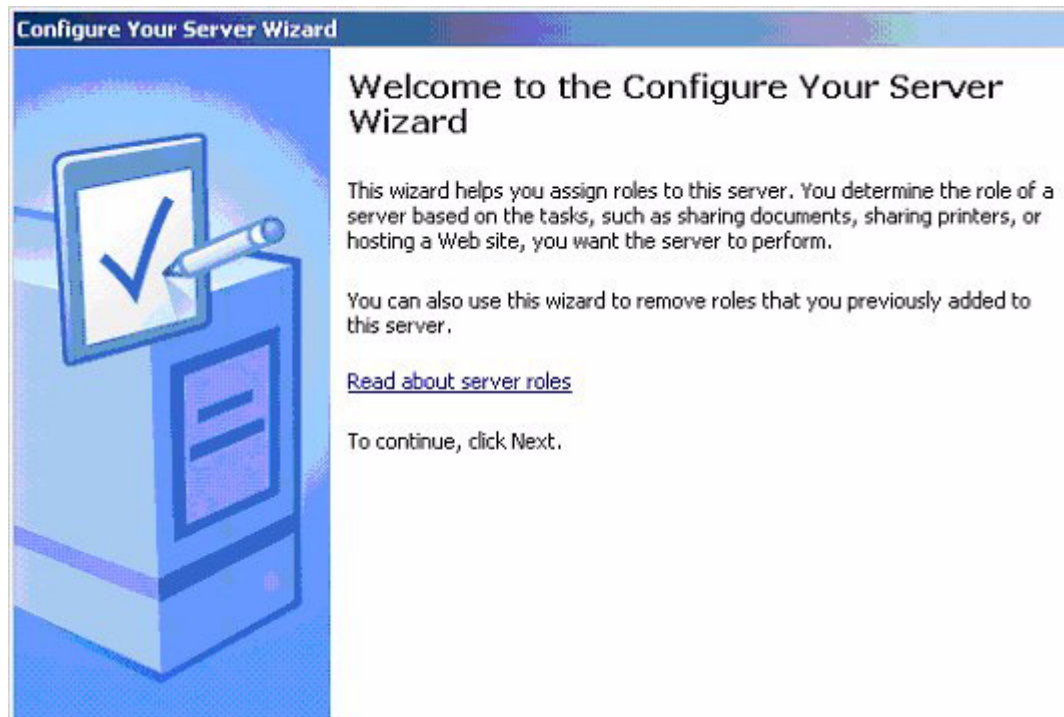 Configure Your Server Wizard
Welcome to the Configure Your Server
Wizard
This wizard helps you assign roles to this server. You determine the role of a
server based on the tasks, such as sharing documents, sharing printers, or
hosting a Web site, you want the server to perform.
You can also use this wizard to remove roles that you previously added to
this server.
Read about server roles
To continue, click Next.